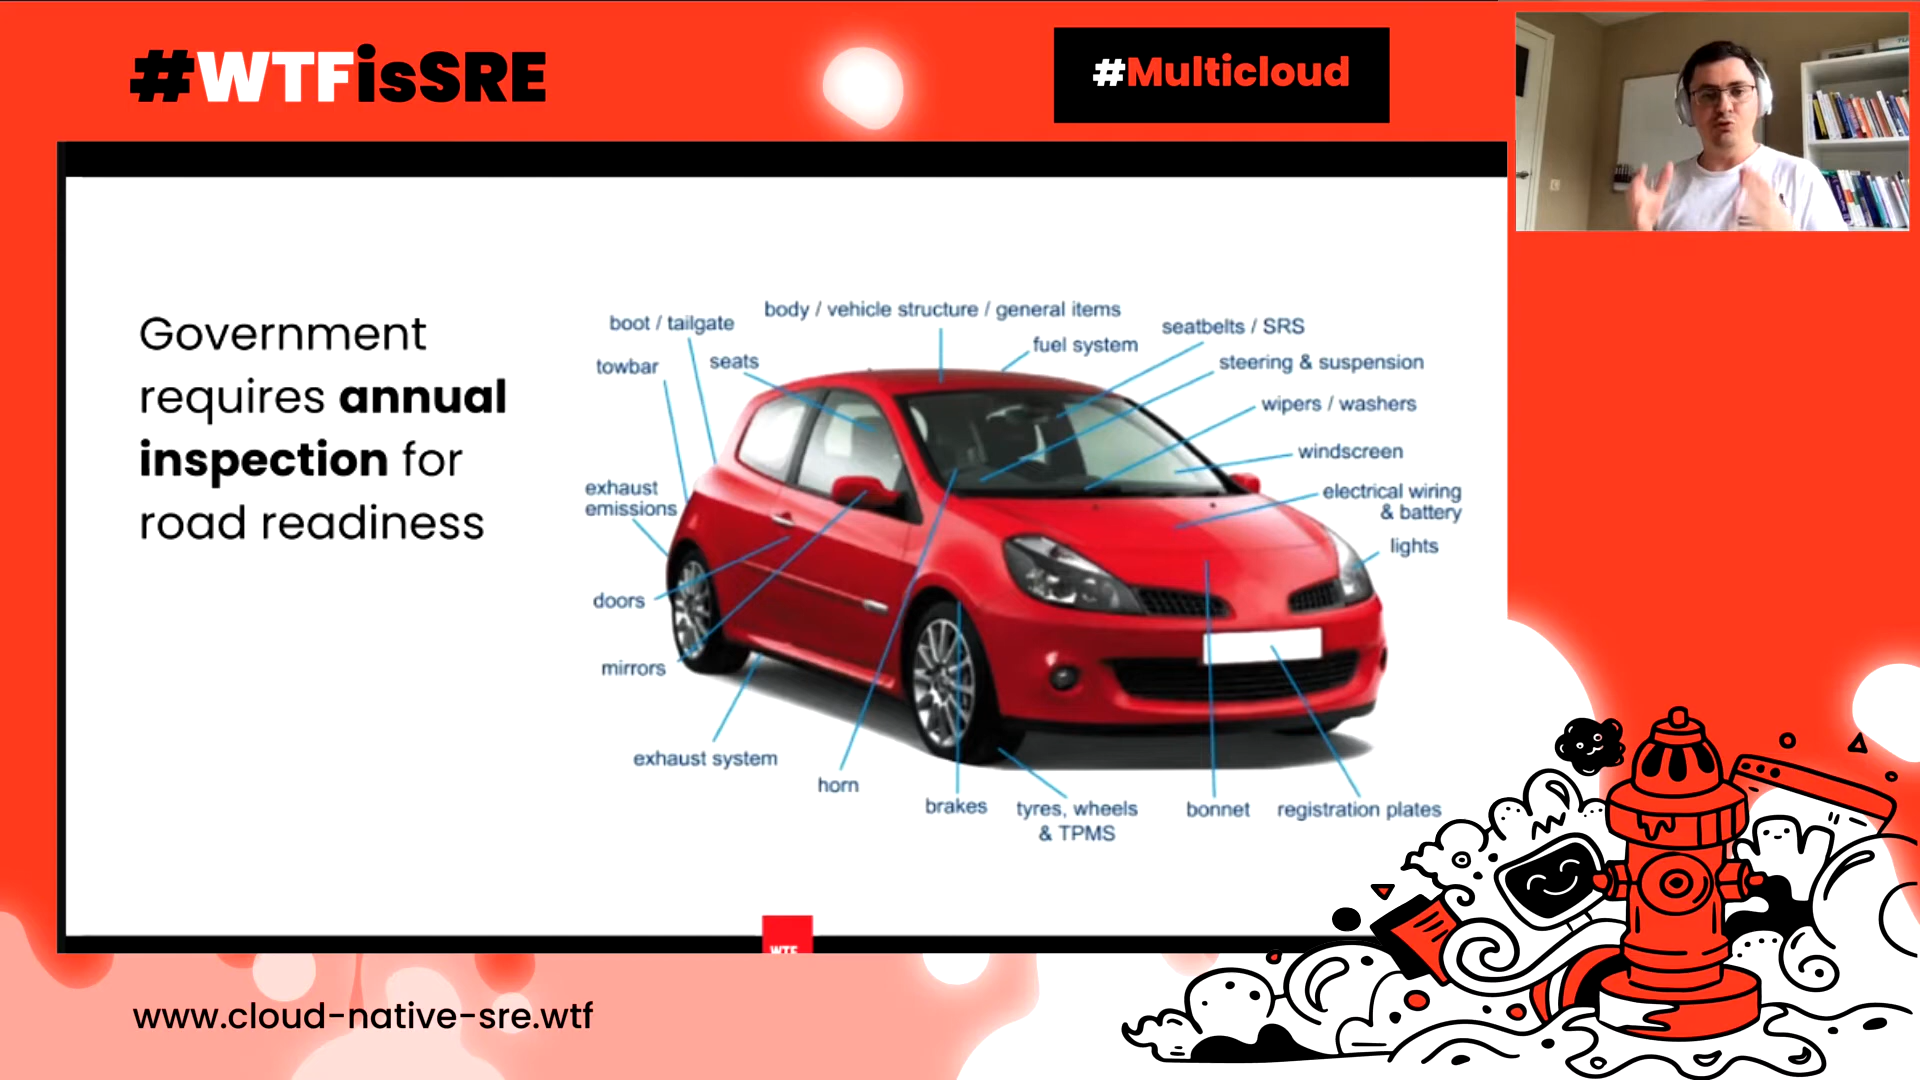 #WTFisSRE
#Multicloud
Government
requires annual
inspection for
road readiness
body / vehicle structure / general items
boot / tailgate
seatbelts / SRS
fuel system
towbar
seats
steering & suspension
wipers / washers
windscreen
exhaust
emissions
electrical wiring
& battery
lights
doors
mirrors
exhaust system
horn
brakes
tyres, wheels
& TPMS
bonnet
registration plates
WTF
www.cloud-native-sre.wtf